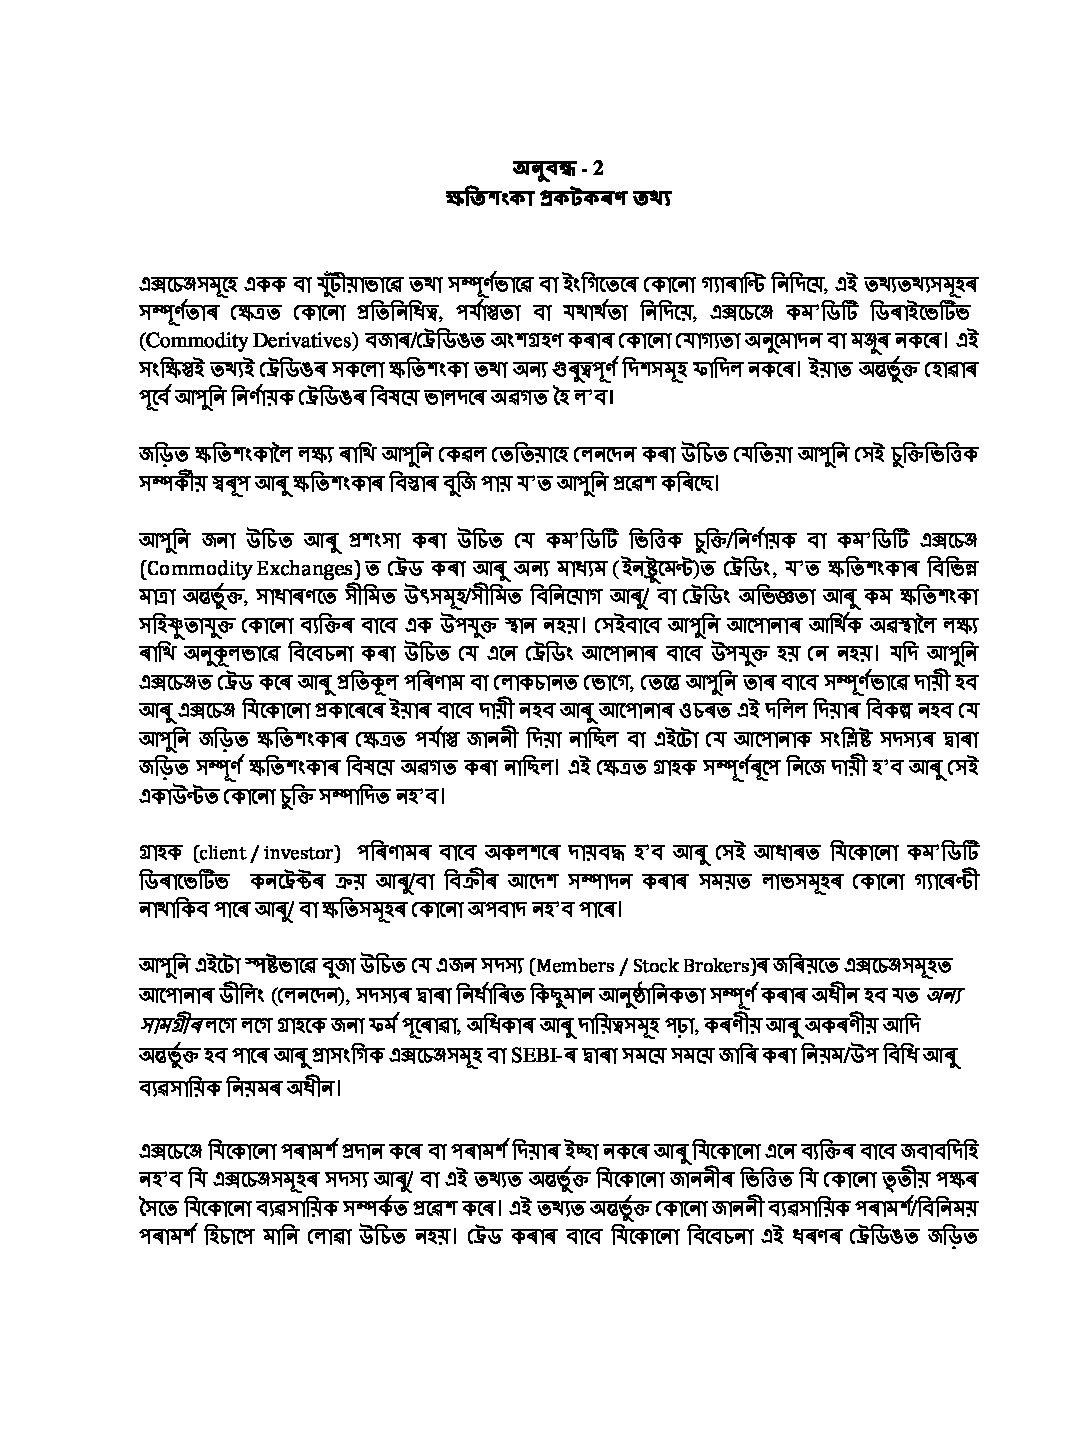 অনুবন্ধ - 2
ক্ষতিশংকা প্ৰকটকৰণ তথ্য
এক্সচেঞ্জসমূহে একক বা যুঁটীয়াভাৱে তথা সম্পূৰ্ণভাৱে বা ইংগিতেৰে কোনো গ্যাৰাণ্টি নিদিয়ে, এই তথ্যতথ্যসমূহৰ
সম্পূৰ্ণতাৰ ক্ষেত্ৰত কোনো প্ৰতিনিধিত্ব, পৰ্যাপ্ততা বা যথাৰ্থতা নিদিয়ে, এক্সচেঞ্জে কম'ডিটি ডিৰাইভেটিভ
(Commodity Derivatives) বজাৰ/ট্ৰেডিঙত অংশগ্ৰহণ কৰাৰ কোনো যোগ্যতা অনুমোদন বা মঞ্জুৰ নকৰে। এই
সংক্ষিপ্তই তথ্যই ট্ৰেডিঙৰ সকলো ক্ষতিশংকা তথা অন্য গুৰুত্বপূৰ্ণ দিশসমূহ ফাদিল নকৰে। ইয়াত অন্তৰ্ভুক্ত হোৱাৰ
পূৰ্বে আপুনি নিৰ্ণায়ক ট্ৰেডিঙৰ বিষয়ে ভালদৰে অৱগত হৈ ল'ব।
জড়িত ক্ষতিশংকালৈ লক্ষ্য ৰাখি আপুনি কেৱল তেতিয়াহে লেনদেন কৰা উচিত যেতিয়া আপুনি সেই চুক্তিভিত্তিক
সম্পৰ্কীয় স্বৰূপ আৰু ক্ষতিশংকাৰ বিস্তাৰ বুজি পায় য'ত আপুনি প্ৰৱেশ কৰিছে।
আপুনি জনা উচিত আৰু প্ৰশংসা কৰা উচিত যে কম'ডিটি ভিত্তিক চুক্তি/নিৰ্ণায়ক বা কম'ডিটি এক্সচেঞ্জ
(Commodity Exchanges) ত ট্ৰেড কৰা আৰু অন্য মাধ্যম (ইনষ্ট্ৰুমেণ্ট)ত ট্ৰেডিং, য'ত ক্ষতিশংকাৰ বিভিন্ন
মাত্ৰা অন্তৰ্ভুক্ত, সাধাৰণতে সীমিত উৎসমূহ/সীমিত বিনিয়োগ আৰু/ বা ট্ৰেডিং অভিজ্ঞতা আৰু কম ক্ষতিশংকা
সহিষ্ণুতাযুক্ত কোনো ব্যক্তিৰ বাবে এক উপযুক্ত স্থান নহয়। সেইবাবে আপুনি আপোনাৰ আৰ্থিক অৱস্থালৈ লক্ষ্য
ৰাখি অনুকূলভাৱে বিবেচনা কৰা উচিত যে এনে ট্ৰেডিং আপোনাৰ বাবে উপযুক্ত হয় নে নহয়। যদি আপুনি
এক্সচেঞ্জত ট্ৰেড কৰে আৰু প্ৰতিকূল পৰিণাম বা লোকচানত ভোগে, তেন্তে আপুনি তাৰ বাবে সম্পূৰ্ণভাৱে দায়ী হব
আৰু এক্সচেঞ্জ যিকোনো প্ৰকাৰেৰে ইয়াৰ বাবে দায়ী নহব আৰু আপোনাৰ ওচৰত এই দলিল দিয়াৰ বিকল্প নহব যে
আপুনি জড়িত ক্ষতিশংকাৰ ক্ষেত্ৰত পৰ্যাপ্ত জাননী দিয়া নাছিল বা এইটো যে আপোনাক সংশ্লিষ্ট সদস্যৰ দ্বাৰা
জড়িত সম্পূৰ্ণ ক্ষতিশংকাৰ বিষয়ে অৱগত কৰা নাছিল। এই ক্ষেত্ৰত গ্ৰাহক সম্পূৰ্ণৰূপে নিজে দায়ী হ'ব আৰু সেই
একাউণ্টত কোনো চুক্তি সম্পাদিত নহ'ব।
গ্ৰাহক (client / investor) পৰিণামৰ বাবে অকলশৰে দায়বদ্ধ হ'ব আৰু সেই আধাৰত যিকোনো কম'ডিটি
ডিৰাভেটিভ কনট্ৰেক্টৰ ক্ৰয় আৰু/বা বিক্ৰীৰ আদেশ সম্পাদন কৰাৰ সময়ত লাভসমূহৰ কোনো গ্যাৰেণ্টী
নাথাকিব পাৰে আৰু/ বা ক্ষতিসমূহৰ কোনো অপবাদ নহ'ব পাৰে।
আপুনি এইটো স্পষ্টভাৱে বুজা উচিত যে এজন সদস্য (Members / Stock Brokers)ৰ জৰিয়তে এক্সচেঞ্জসমূহত
আপোনাৰ ডীলিং (লেনদেন), সদস্যৰ দ্বাৰা নিৰ্ধাৰিত কিছুমান আনুষ্ঠানিকতা সম্পূৰ্ণ কৰাৰ অধীন হব যত অন্য
সামগ্ৰীৰ লগে লগে গ্ৰাহকে জনা ফৰ্ম পূৰোৱা, অধিকাৰ আৰু দায়িত্বসমূহ পঢ়া, কৰণীয় আৰু অকৰণীয় আদি
অন্তৰ্ভুক্ত হব পাৰে আৰু প্ৰাসংগিক এক্সচেঞ্জসমূহ বা SEBI-ৰ দ্বাৰা সময়ে সময়ে জাৰি কৰা নিয়ম/উপ বিধি আৰু
ব্যৱসায়িক নিয়মৰ অধীন।
এক্সচেঞ্জে যিকোনো পৰামৰ্শ প্ৰদান কৰে বা পৰামৰ্শ দিয়াৰ ইচ্ছা নকৰে আৰু যিকোনো এনে ব্যক্তিৰ বাবে জবাবদিহি
নহ'ব যি এক্সচেঞ্জসমূহৰ সদস্য আৰু/ বা এই তথ্যত অন্তৰ্ভুক্ত যিকোনো জাননীৰ ভিত্তিত যি কোনো তৃতীয় পক্ষৰ
সৈতে যিকোনো ব্যৱসায়িক সম্পৰ্কত প্ৰৱেশ কৰে। এই তথ্যত অন্তৰ্ভুক্ত কোনো জাননী ব্যৱসায়িক পৰামৰ্শ/বিনিময়
পৰামৰ্শ হিচাপে মানি লোৱা উচিত নহয়। ট্ৰেড কৰাৰ বাবে যিকোনো বিবেচনা এই ধৰণৰ ট্ৰেডিঙত জড়িত